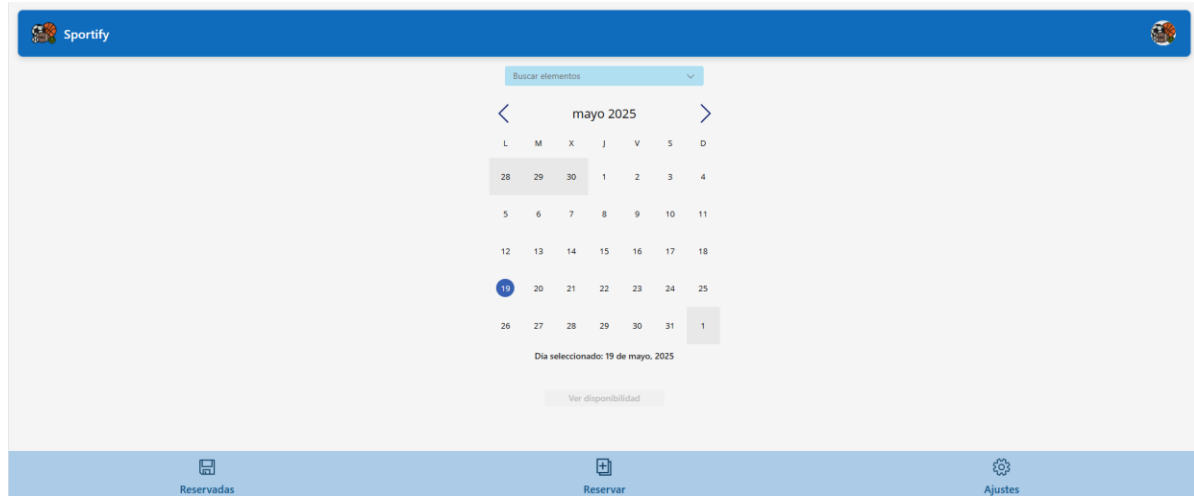 Sportify
Buscar elementos
mayo 2025
L M X J V S D
28 29 30 1 2 3 4
5 6 7 8 9 10 11
12 13 14 15 16 17 18
19 20 21 22 23 24 25
26 27 28 29 30 31 1
Día seleccionado: 19 de mayo, 2025
Ver disponibilidad
Reservadas Reservar Ajustes